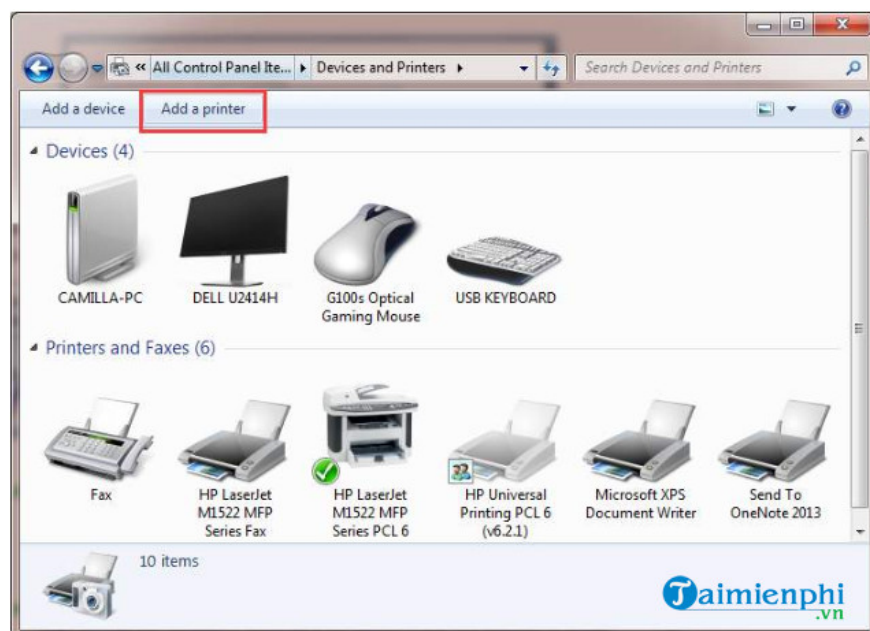 « All Control Panel Ite... ▸ Devices and Printers ▸
Search Devices and Printers
Add a device Add a printer
Devices (4)
CAMILLA-PC
DELL U2414H
G100s Optical
Gaming Mouse
USB KEYBOARD
Printers and Faxes (6)
Fax
HP LaserJet
M1522 MFP
Series Fax
HP LaserJet
M1522 MFP
Series PCL 6
HP Universal
Printing PCL 6
(v6.2.1)
Microsoft XPS
Document Writer
Send To
OneNote 2013
10 items
Taimienphi
.vn